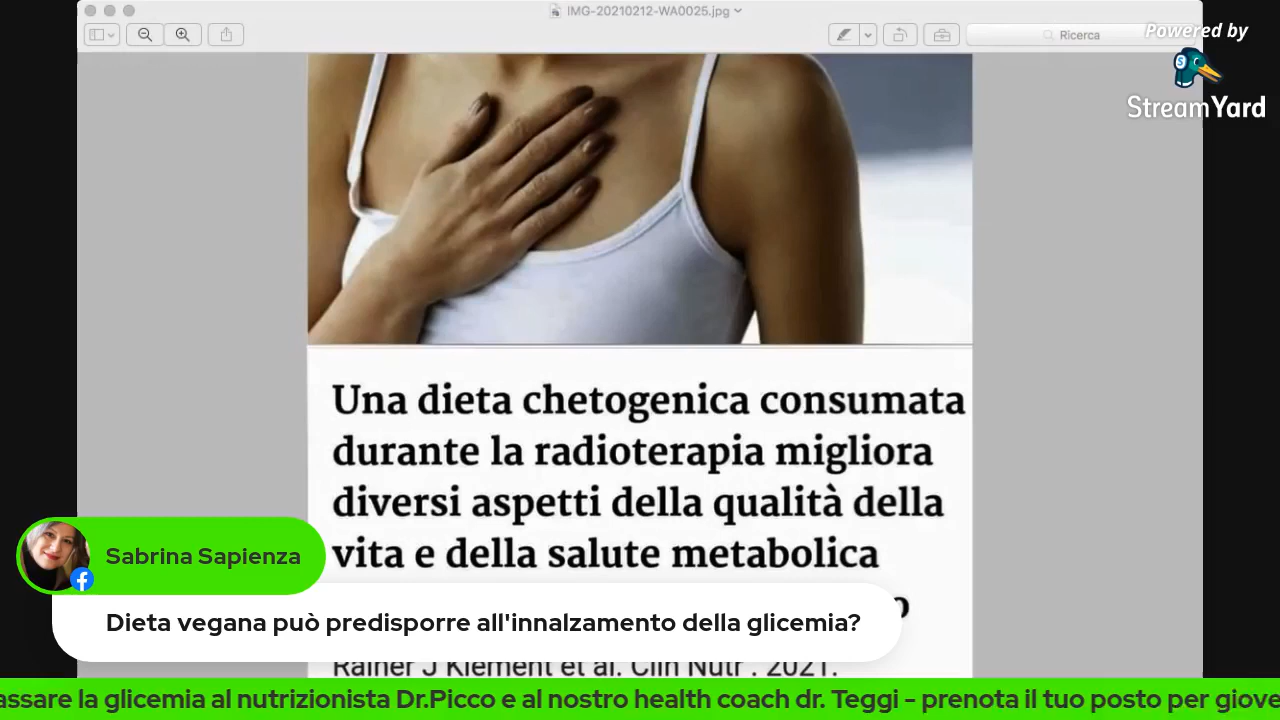 IMG-20210212-WA0025.jpg
Ricerca
Powered by
StreamYard
Una dieta chetogenica consumata
durante la radioterapia migliora
diversi aspetti della qualità della
vita e della salute metabolica
Sabrina Sapienza
Dieta vegana può predisporre all'innalzamento della glicemia?
Rainer J Klement et al. Clin Nutr . 2021.
assare la glicemia al nutrizionista Dr.Picco e al nostro health coach dr. Teggi - prenota il tuo posto per giove